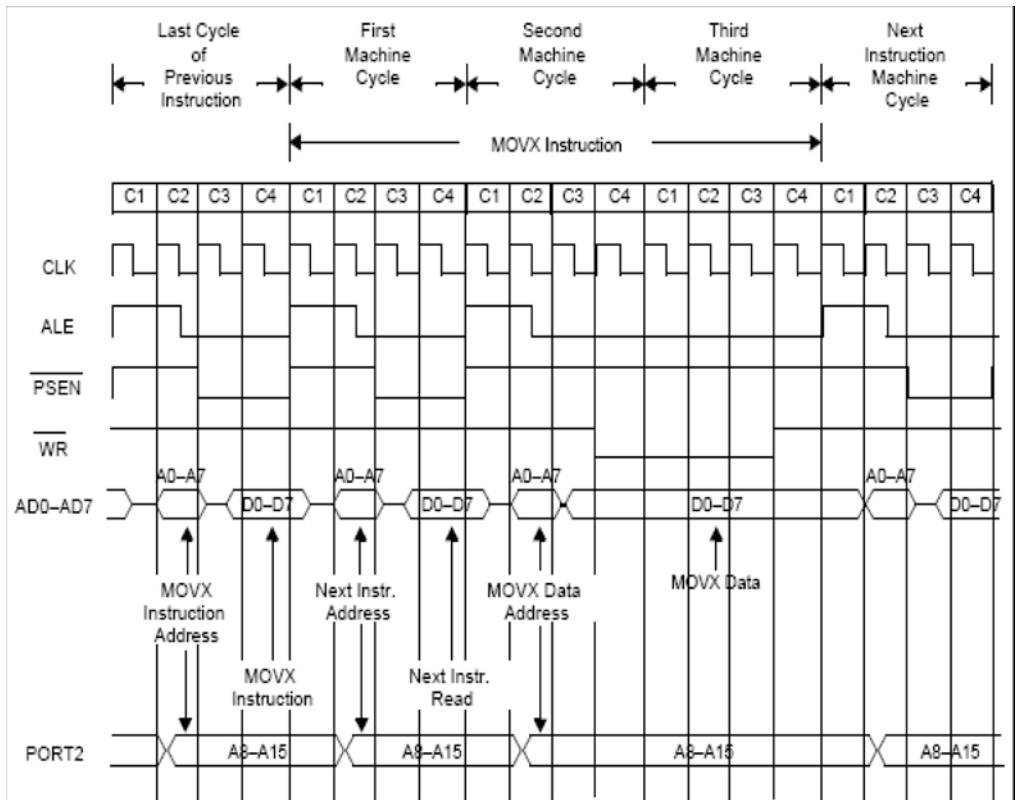 Last Cycle
of
Previous
Instruction
First
Machine
Cycle
Second
Machine
Cycle
Third
Machine
Cycle
Next
Instruction
Machine
Cycle
MOVX Instruction
C1 C2 C3 C4 C1 C2 C3 C4 C1 C2 C3 C4 C1 C2 C3 C4 C1 C2 C3 C4
CLK
ALE
PSEN
WR
A0–A7 A0–A7 A0–A7 A0–A7
AD0–AD7 D0–D7 D0–D7 D0–D7 D0–D7
MOVX
Instruction
Address
Next Instr.
Address
MOVX Data
Address
MOVX Data
MOVX
Instruction
Next Instr.
Read
PORT2 A8–A15 A8–A15 A8–A15 A8–A15